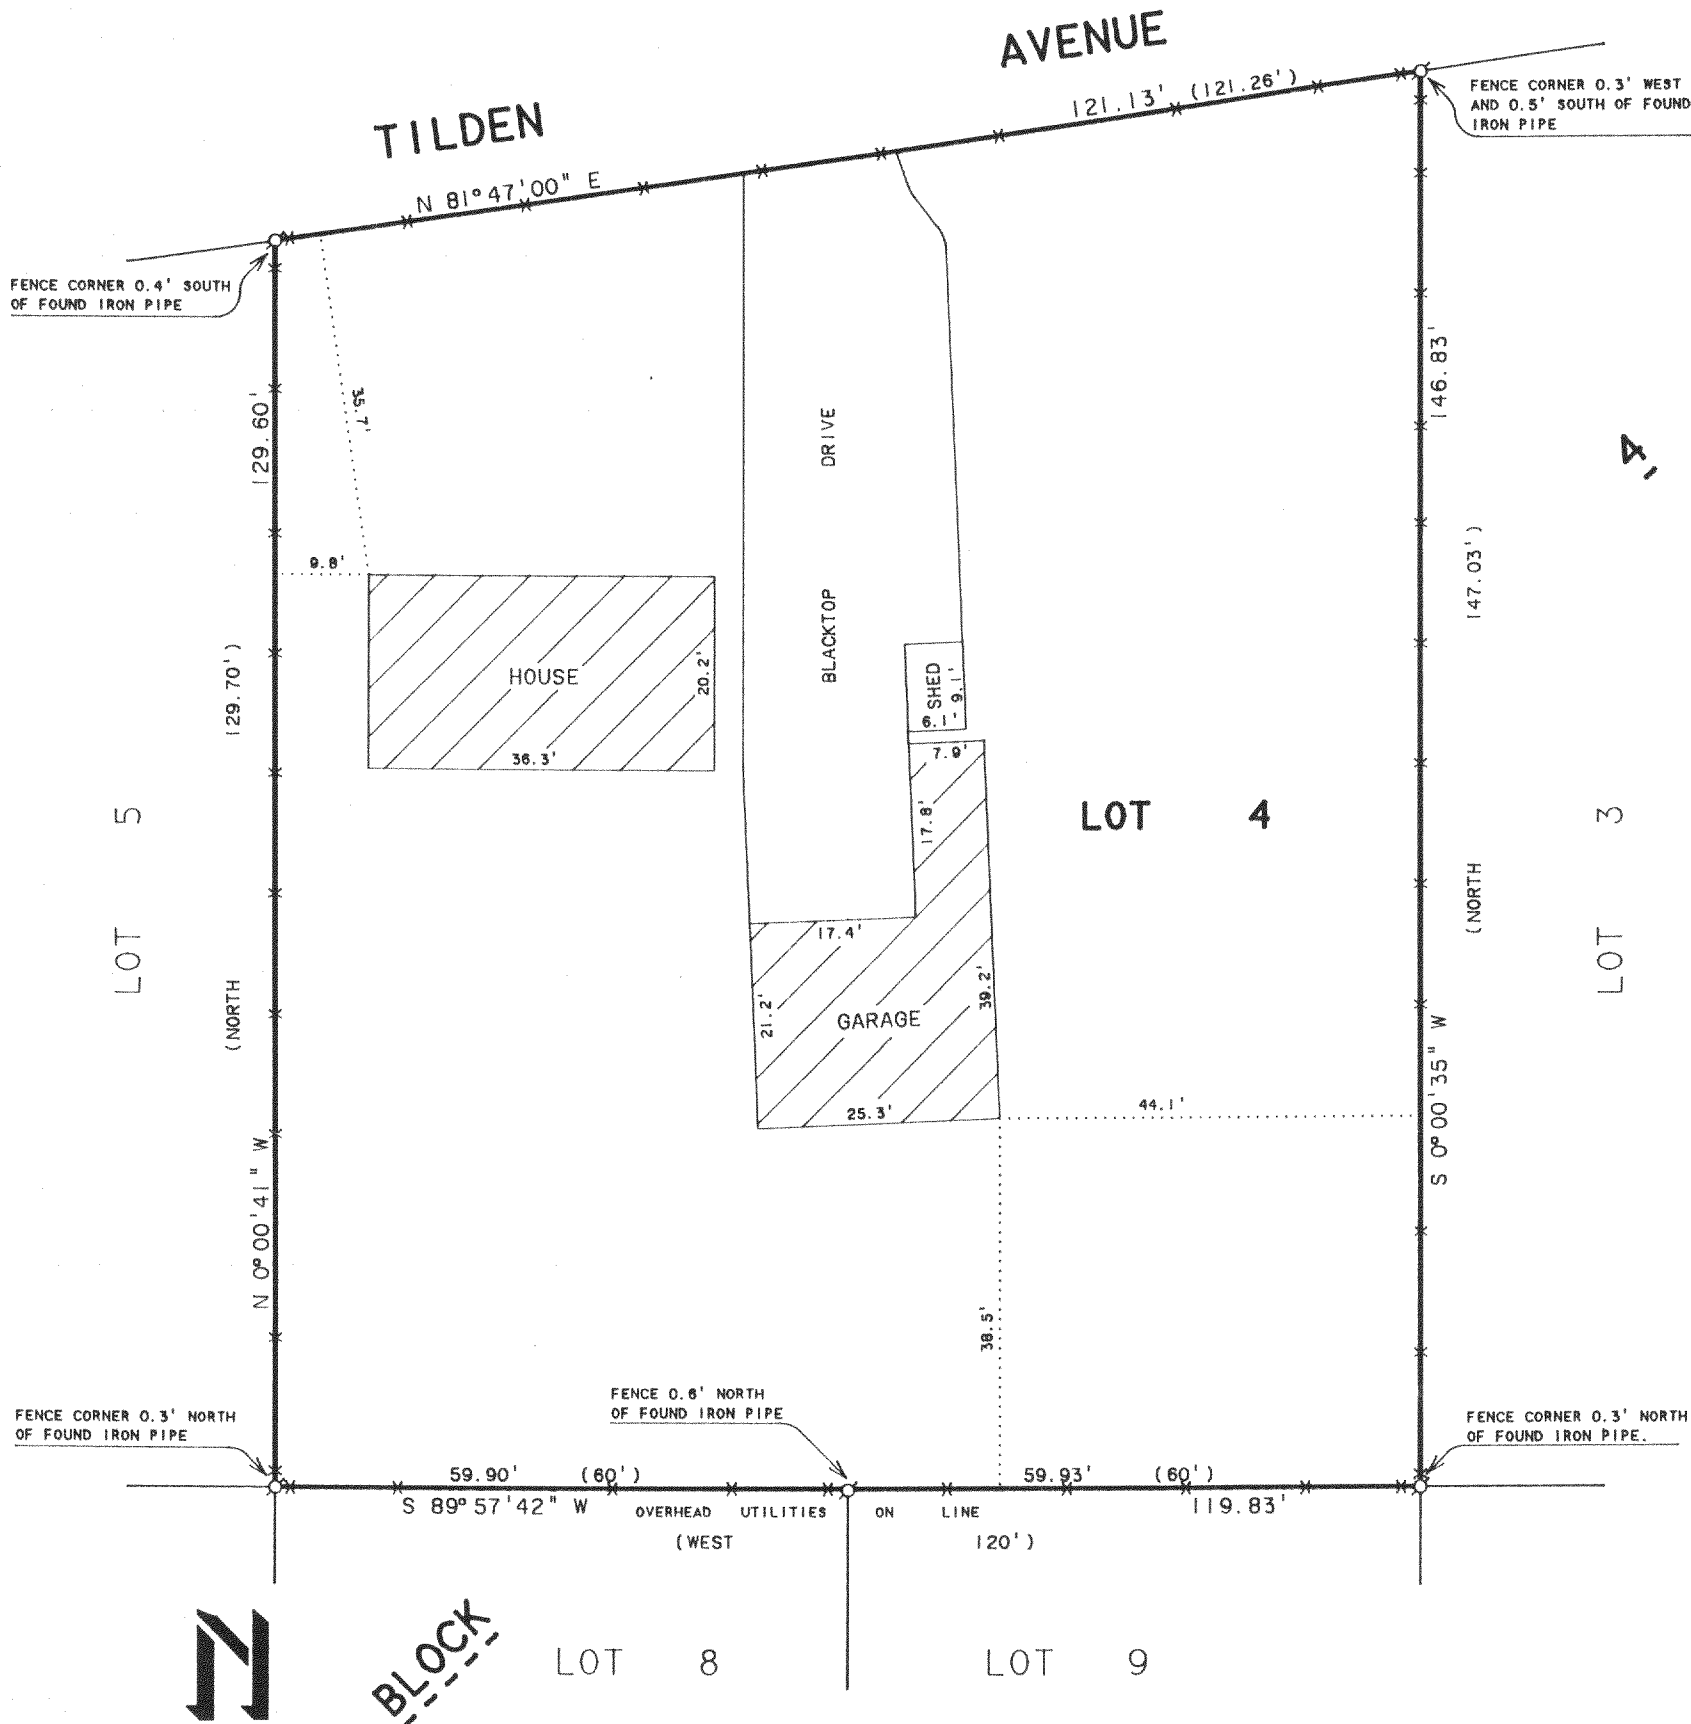 AVENUE
TILDEN
121.13' (121.26')
N 81°47'00" E
FENCE CORNER 0.3' WEST
AND 0.5' SOUTH OF FOUND
IRON PIPE
FENCE CORNER 0.4' SOUTH
OF FOUND IRON PIPE
35.7'
129.60'
146.83'
DRIVE
4,
9.8'
147.03')
BLACKTOP
HOUSE
20.2'
36.3'
129.70')
SHED
9.1'
6.1'
7.9'
17.8'
LOT 4
LOT 5
LOT 3
(NORTH
17.4'
21.2'
39.2'
GARAGE
(NORTH
25.3'
44.1'
S 0°00'35" W
N 0°00'41" W
38.5'
FENCE CORNER 0.3' NORTH
OF FOUND IRON PIPE
FENCE 0.6' NORTH
OF FOUND IRON PIPE
FENCE CORNER 0.3' NORTH
OF FOUND IRON PIPE.
59.90' (60')
59.93' (60')
S 89°57'42" W
OVERHEAD UTILITIES ON LINE
119.83'
(WEST 120')
N
BLOCK
LOT 8
LOT 9